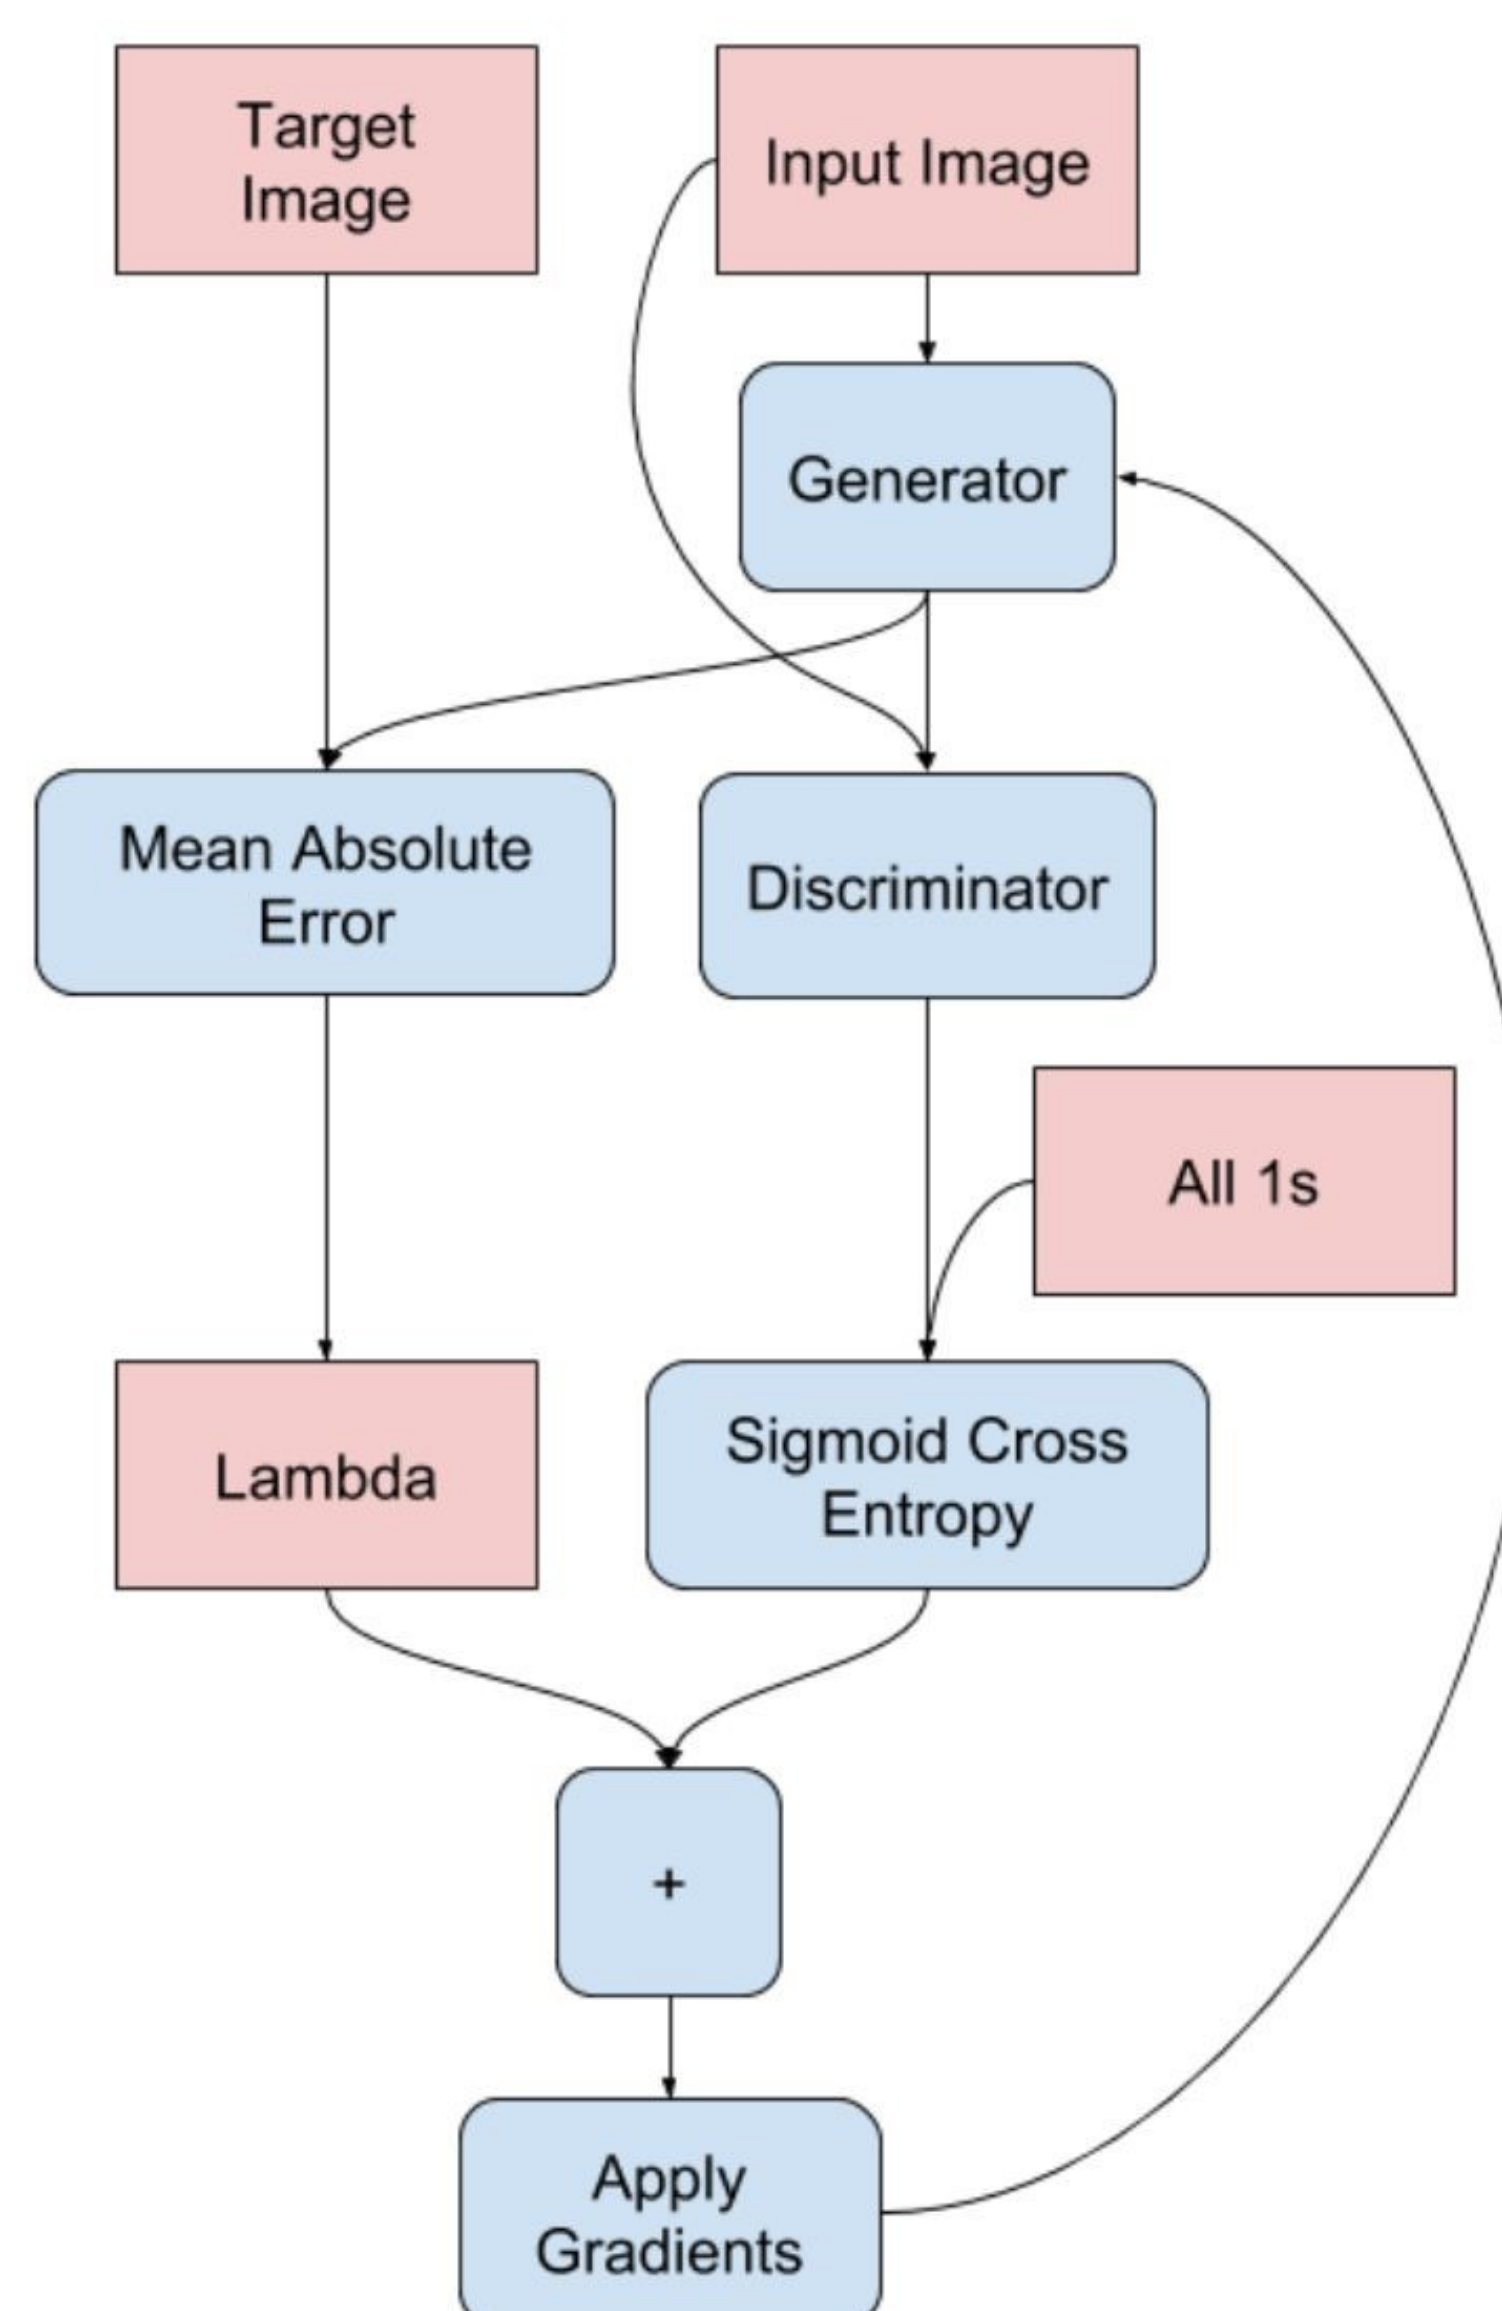 Target
Image
Input Image
Generator
Mean Absolute
Error
Discriminator
All 1s
Lambda
Sigmoid Cross
Entropy
+
Apply
Gradients